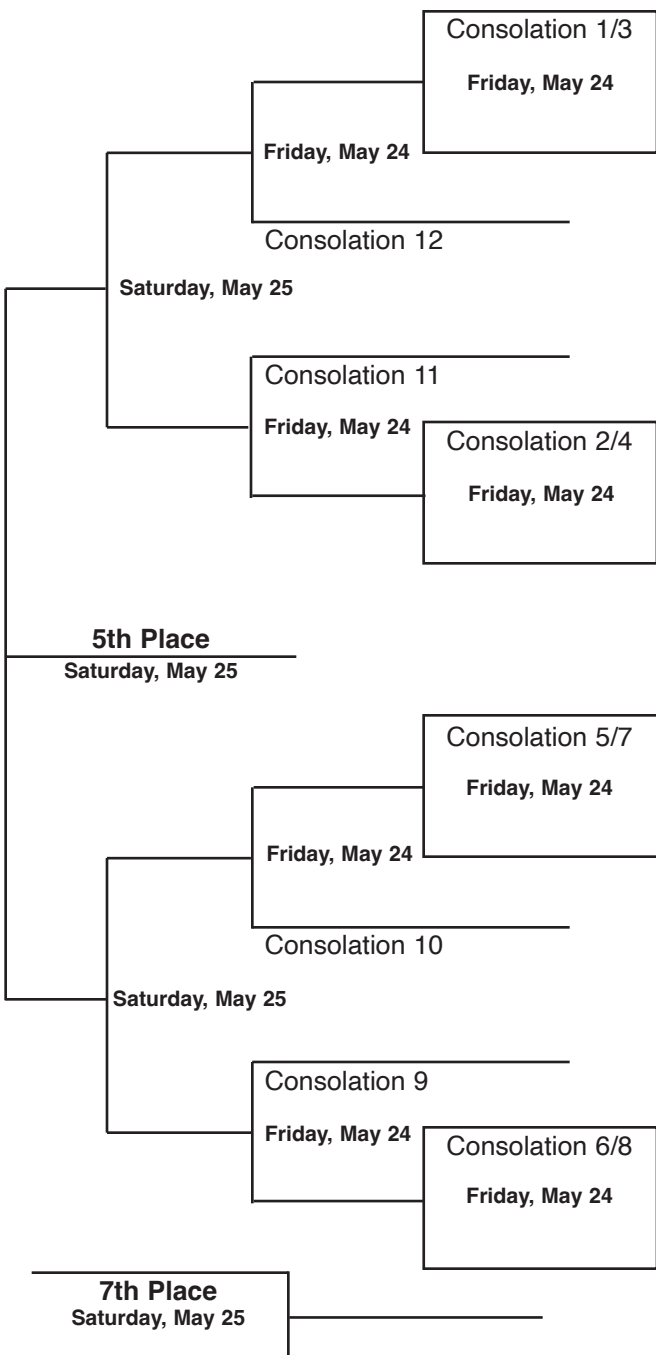 Consolation 1/3
Friday, May 24
Friday, May 24
Consolation 12
Saturday, May 25
Consolation 11
Friday, May 24
Consolation 2/4
Friday, May 24
5th Place
Saturday, May 25
Consolation 5/7
Friday, May 24
Friday, May 24
Consolation 10
Saturday, May 25
Consolation 9
Friday, May 24
Consolation 6/8
Friday, May 24
7th Place
Saturday, May 25